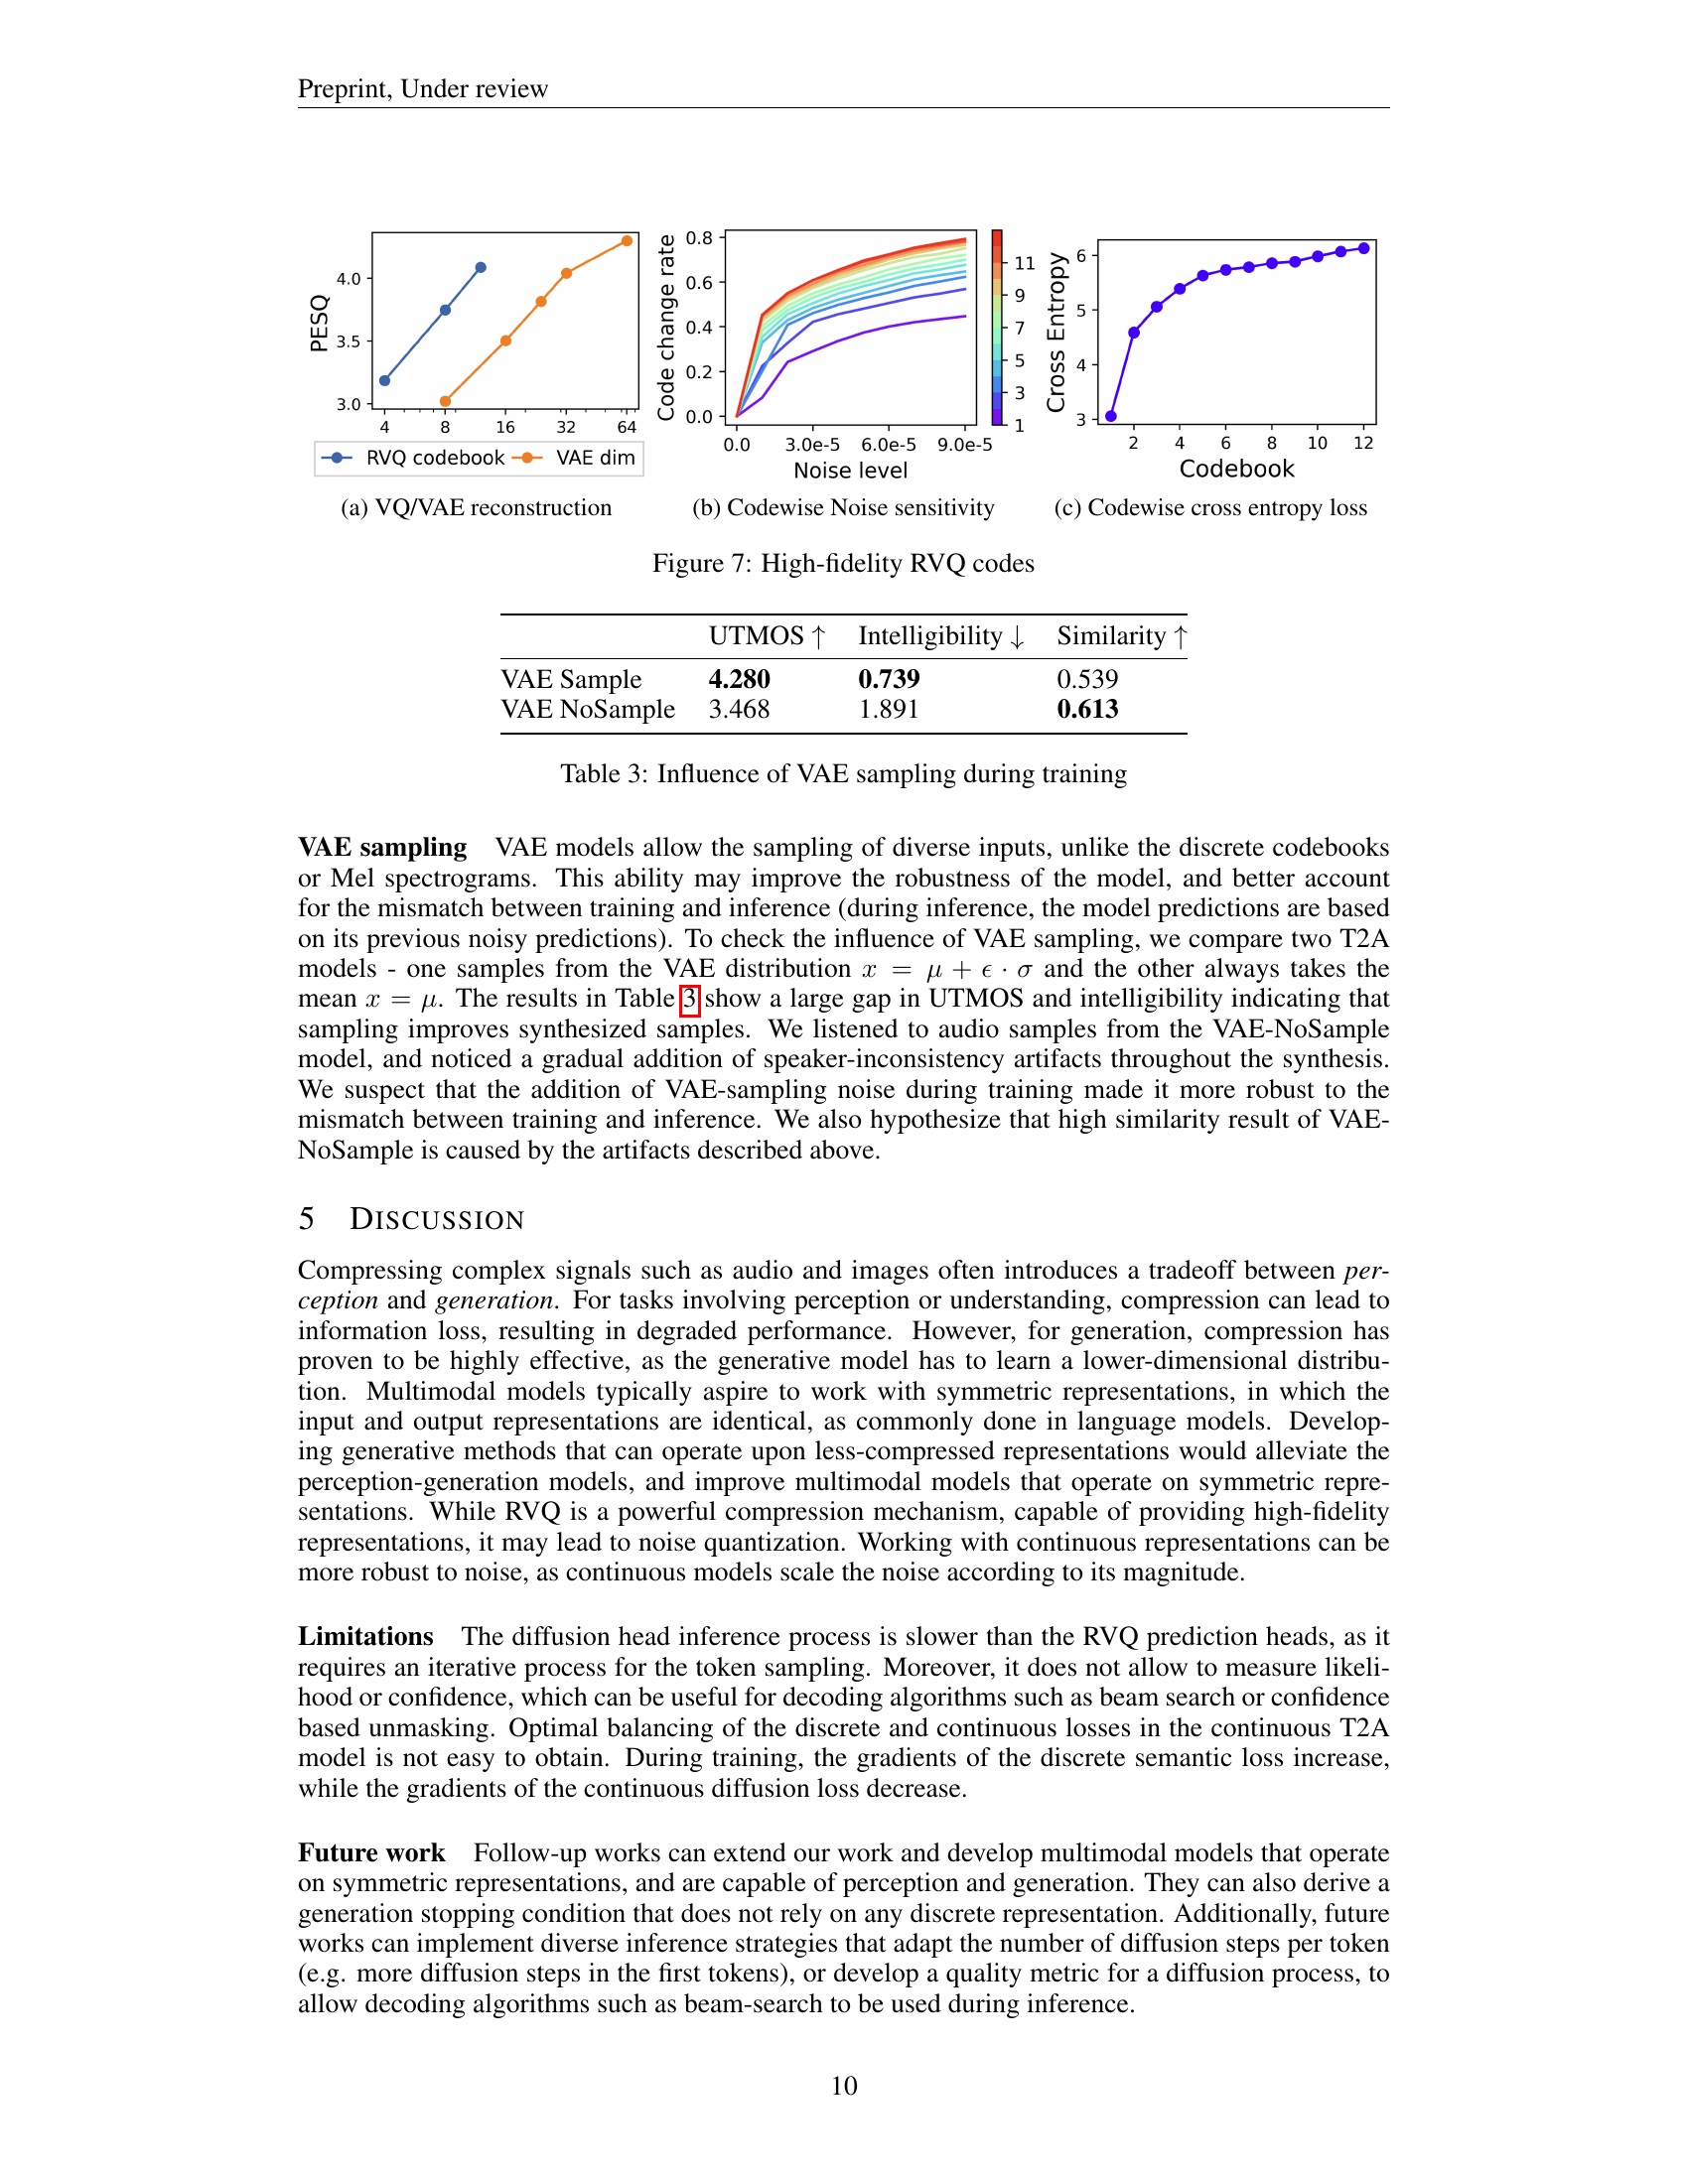 Preprint, Under review
PESQ
4.0
3.5
3.0
4 8 16 32 64
RVQ codebook VAE dim
Code change rate
0.8
0.6
0.4
0.2
0.0
0.0 3.0e-5 6.0e-5 9.0e-5
Noise level
11
9
7
5
3
1
Cross Entropy
6
5
4
3
2 4 6 8 10 12
Codebook
(a) VQ/VAE reconstruction
(b) Codewise Noise sensitivity
(c) Codewise cross entropy loss
Figure 7: High-fidelity RVQ codes
UTMOS ↑ Intelligibility ↓ Similarity ↑
VAE Sample 4.280 0.739 0.539
VAE NoSample 3.468 1.891 0.613
Table 3: Influence of VAE sampling during training
VAE sampling VAE models allow the sampling of diverse inputs, unlike the discrete codebooks
or Mel spectrograms. This ability may improve the robustness of the model, and better account
for the mismatch between training and inference (during inference, the model predictions are based
on its previous noisy predictions). To check the influence of VAE sampling, we compare two T2A
models - one samples from the VAE distribution x = μ + ϵ · σ and the other always takes the
mean x = μ. The results in Table 3 show a large gap in UTMOS and intelligibility indicating that
sampling improves synthesized samples. We listened to audio samples from the VAE-NoSample
model, and noticed a gradual addition of speaker-inconsistency artifacts throughout the synthesis.
We suspect that the addition of VAE-sampling noise during training made it more robust to the
mismatch between training and inference. We also hypothesize that high similarity result of VAE-
NoSample is caused by the artifacts described above.
5 DISCUSSION
Compressing complex signals such as audio and images often introduces a tradeoff between per-
ception and generation. For tasks involving perception or understanding, compression can lead to
information loss, resulting in degraded performance. However, for generation, compression has
proven to be highly effective, as the generative model has to learn a lower-dimensional distribu-
tion. Multimodal models typically aspire to work with symmetric representations, in which the
input and output representations are identical, as commonly done in language models. Develop-
ing generative methods that can operate upon less-compressed representations would alleviate the
perception-generation models, and improve multimodal models that operate on symmetric repre-
sentations. While RVQ is a powerful compression mechanism, capable of providing high-fidelity
representations, it may lead to noise quantization. Working with continuous representations can be
more robust to noise, as continuous models scale the noise according to its magnitude.
Limitations The diffusion head inference process is slower than the RVQ prediction heads, as it
requires an iterative process for the token sampling. Moreover, it does not allow to measure likeli-
hood or confidence, which can be useful for decoding algorithms such as beam search or confidence
based unmasking. Optimal balancing of the discrete and continuous losses in the continuous T2A
model is not easy to obtain. During training, the gradients of the discrete semantic loss increase,
while the gradients of the continuous diffusion loss decrease.
Future work Follow-up works can extend our work and develop multimodal models that operate
on symmetric representations, and are capable of perception and generation. They can also derive a
generation stopping condition that does not rely on any discrete representation. Additionally, future
works can implement diverse inference strategies that adapt the number of diffusion steps per token
(e.g. more diffusion steps in the first tokens), or develop a quality metric for a diffusion process, to
allow decoding algorithms such as beam-search to be used during inference.
10